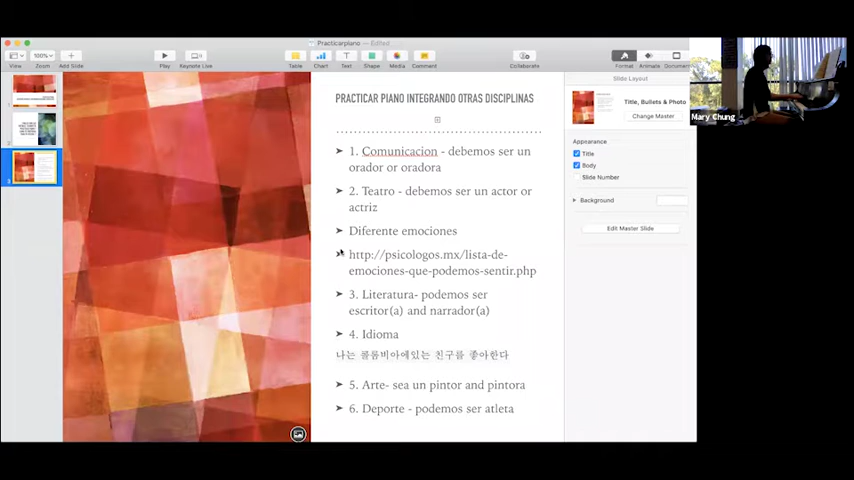 Practicarpiano — Edited
100%
View
Zoom
Add Slide
Play
Keynote Live
Table
Chart
Text
Shape
Media
Comment
Collaborate
Format
Animate
Document
Mary Chung
1
2
3
PRACTICAR PIANO INTEGRANDO OTRAS DISCIPLINAS
➤ 1. Comunicacion - debemos ser un
orador or oradora
➤ 2. Teatro - debemos ser un actor or
actriz
➤ Diferente emociones
➤ http://psicologos.mx/lista-de-
emociones-que-podemos-sentir.php
➤ 3. Literatura- podemos ser
escritor(a) and narrador(a)
➤ 4. Idioma
나는 콜롬비아에있는 친구를 좋아한다
➤ 5. Arte- sea un pintor and pintora
➤ 6. Deporte - podemos ser atleta
Slide Layout
Title, Bullets & Photo
Change Master
Appearance
Title
Body
Slide Number
Background
Edit Master Slide